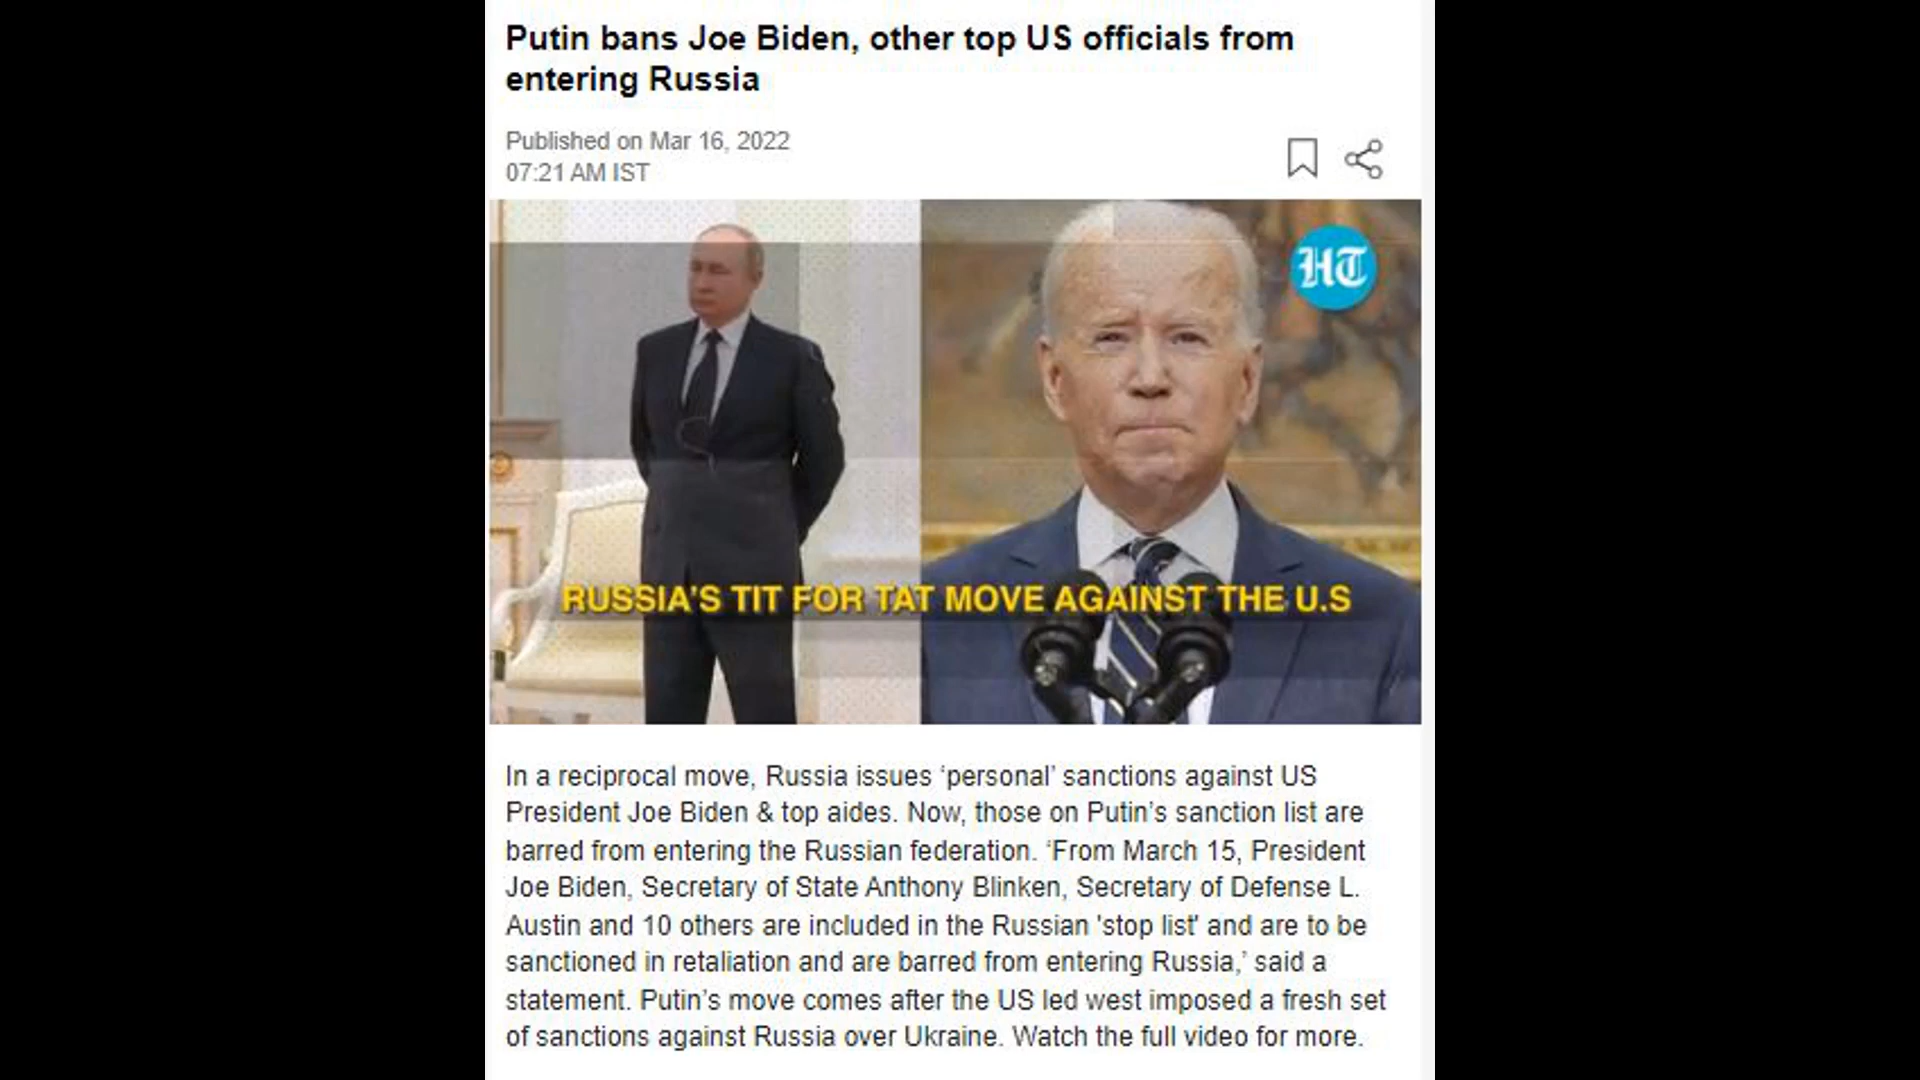 Putin bans Joe Biden, other top US officials from
entering Russia
Published on Mar 16, 2022
07:21 AM IST
HT
RUSSIA'S TIT FOR TAT MOVE AGAINST THE U.S
In a reciprocal move, Russia issues ‘personal’ sanctions against US
President Joe Biden & top aides. Now, those on Putin’s sanction list are
barred from entering the Russian federation. ‘From March 15, President
Joe Biden, Secretary of State Anthony Blinken, Secretary of Defense L.
Austin and 10 others are included in the Russian 'stop list' and are to be
sanctioned in retaliation and are barred from entering Russia,’ said a
statement. Putin’s move comes after the US led west imposed a fresh set
of sanctions against Russia over Ukraine. Watch the full video for more.